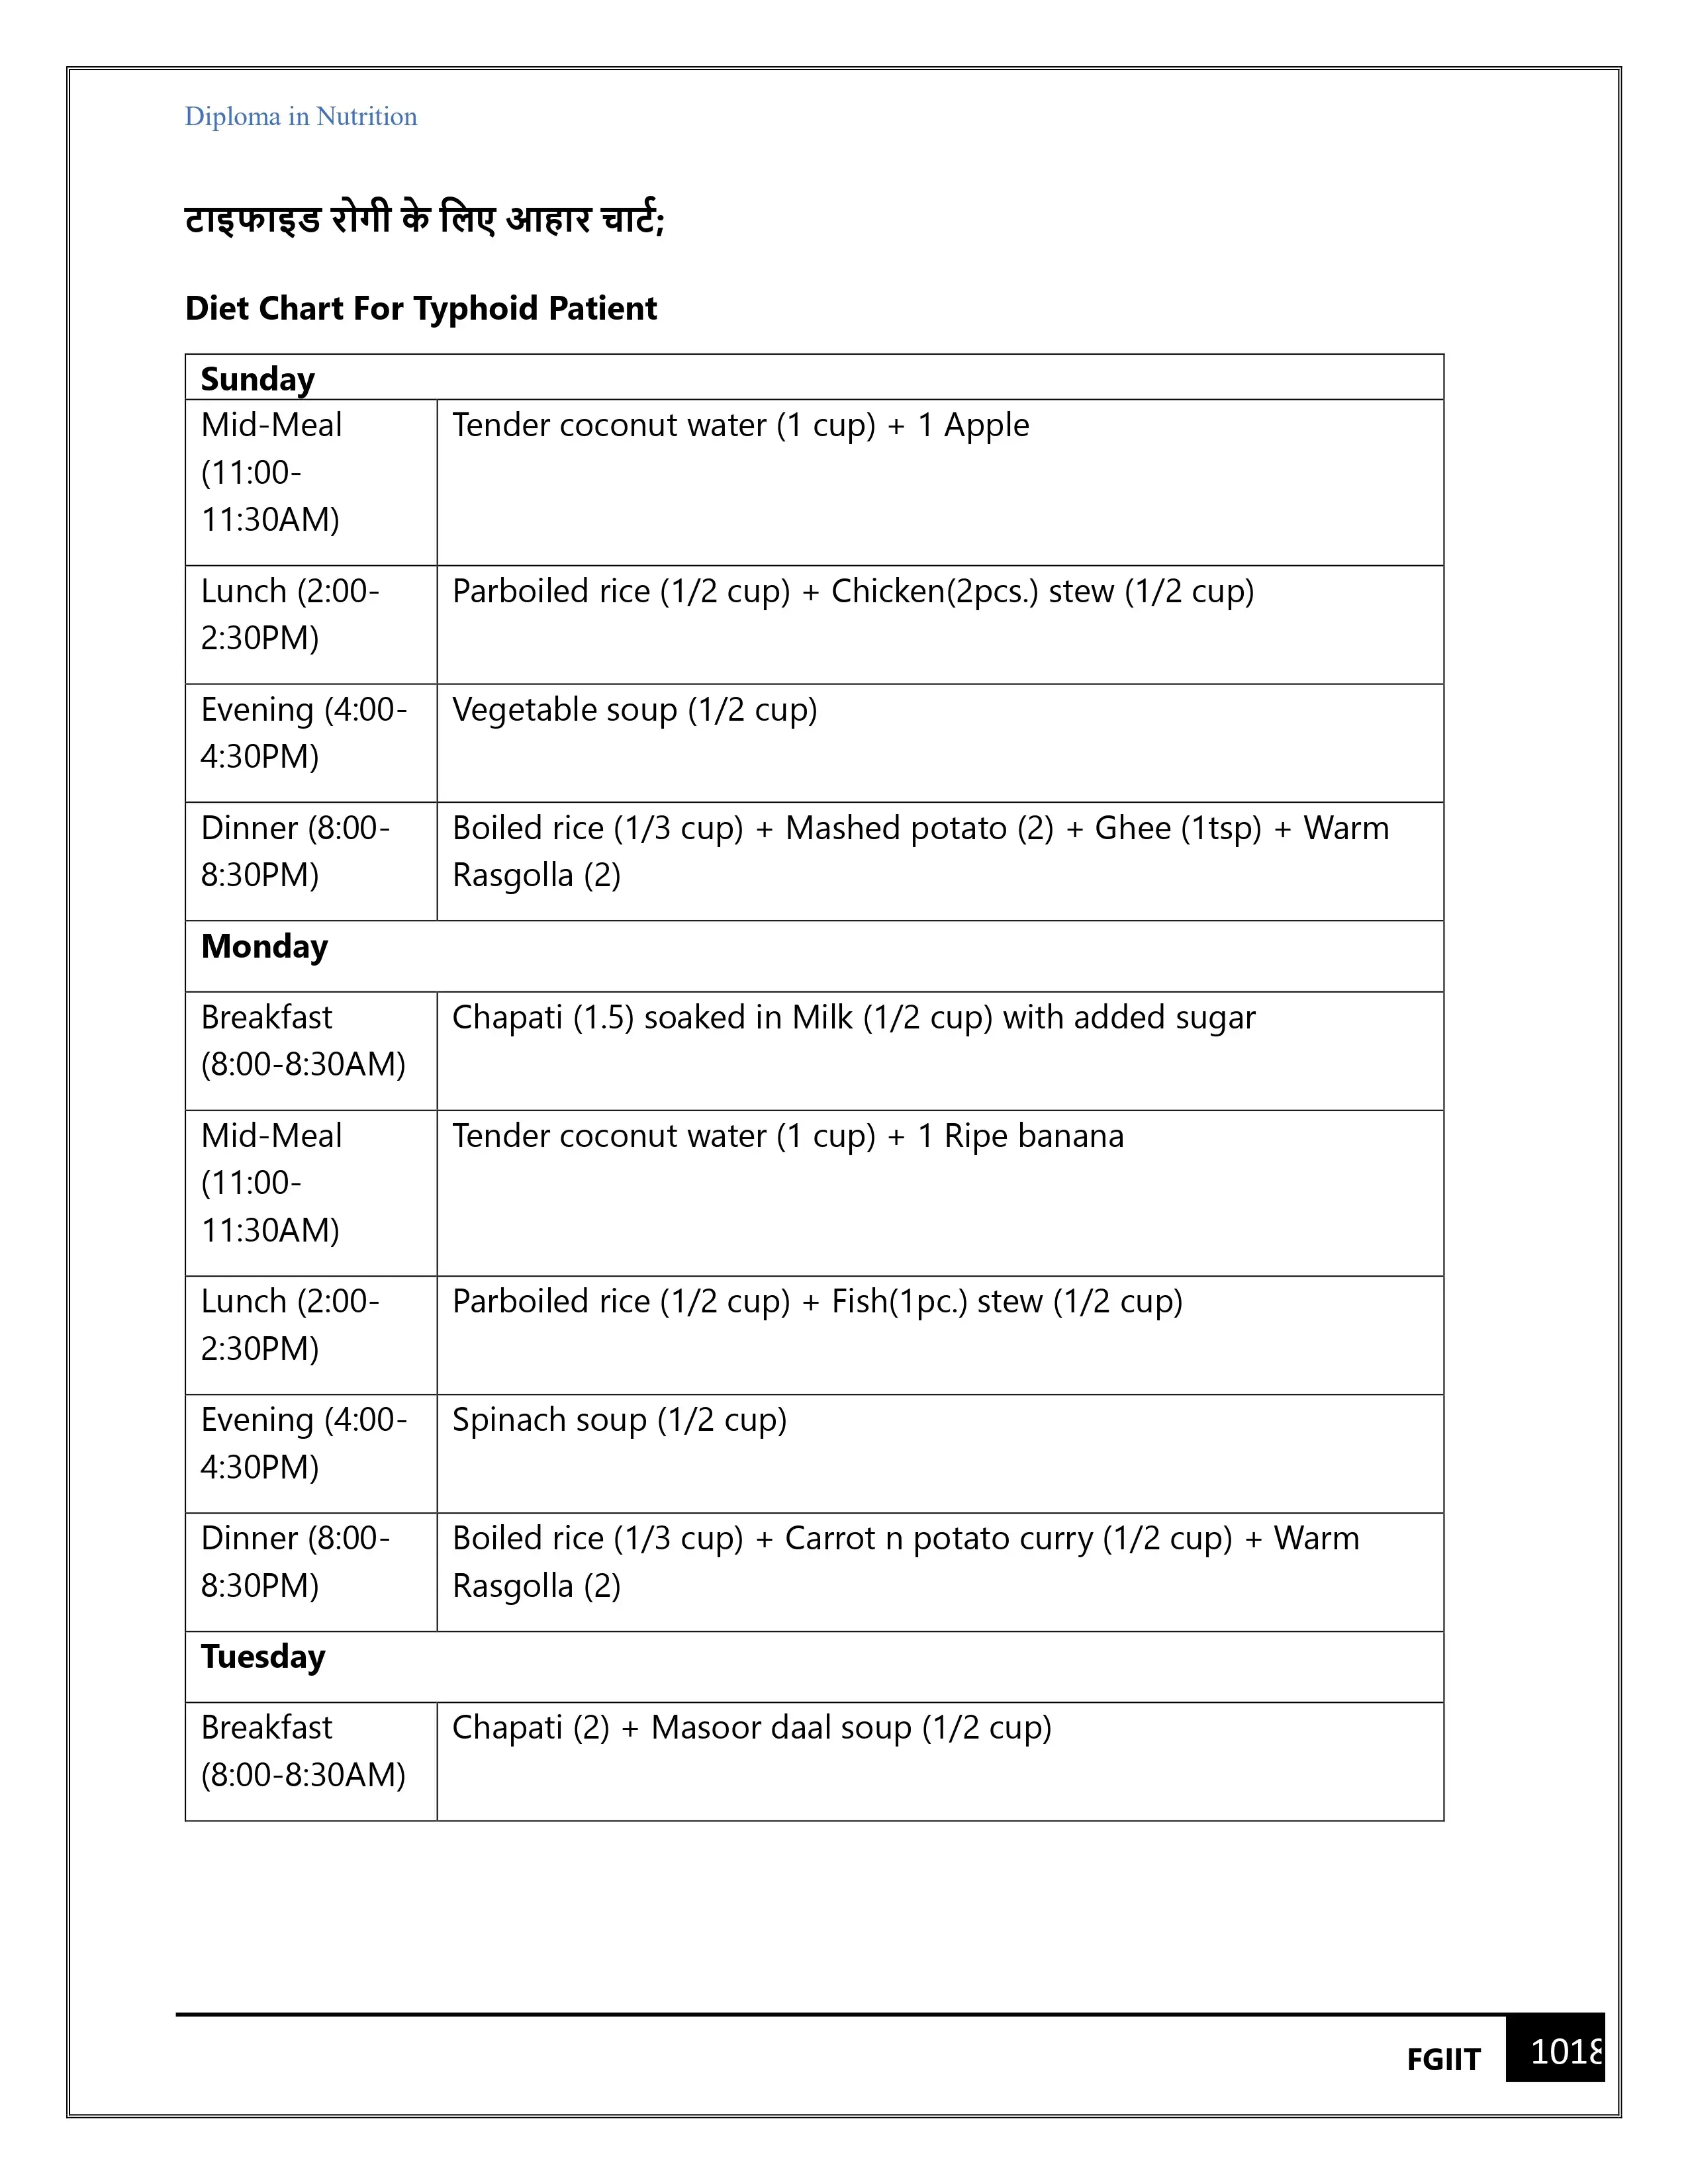 Diploma in Nutrition
टाइफाइड रोगी के लिए आहार चार्ट;
Diet Chart For Typhoid Patient
Sunday
Mid-Meal
(11:00-
11:30AM)
Tender coconut water (1 cup) + 1 Apple
Lunch (2:00-
2:30PM)
Parboiled rice (1/2 cup) + Chicken(2pcs.) stew (1/2 cup)
Evening (4:00-
4:30PM)
Vegetable soup (1/2 cup)
Dinner (8:00-
8:30PM)
Boiled rice (1/3 cup) + Mashed potato (2) + Ghee (1tsp) + Warm
Rasgolla (2)
Monday
Breakfast
(8:00-8:30AM)
Chapati (1.5) soaked in Milk (1/2 cup) with added sugar
Mid-Meal
(11:00-
11:30AM)
Tender coconut water (1 cup) + 1 Ripe banana
Lunch (2:00-
2:30PM)
Parboiled rice (1/2 cup) + Fish(1pc.) stew (1/2 cup)
Evening (4:00-
4:30PM)
Spinach soup (1/2 cup)
Dinner (8:00-
8:30PM)
Boiled rice (1/3 cup) + Carrot n potato curry (1/2 cup) + Warm
Rasgolla (2)
Tuesday
Breakfast
(8:00-8:30AM)
Chapati (2) + Masoor daal soup (1/2 cup)
FGIIT
1018